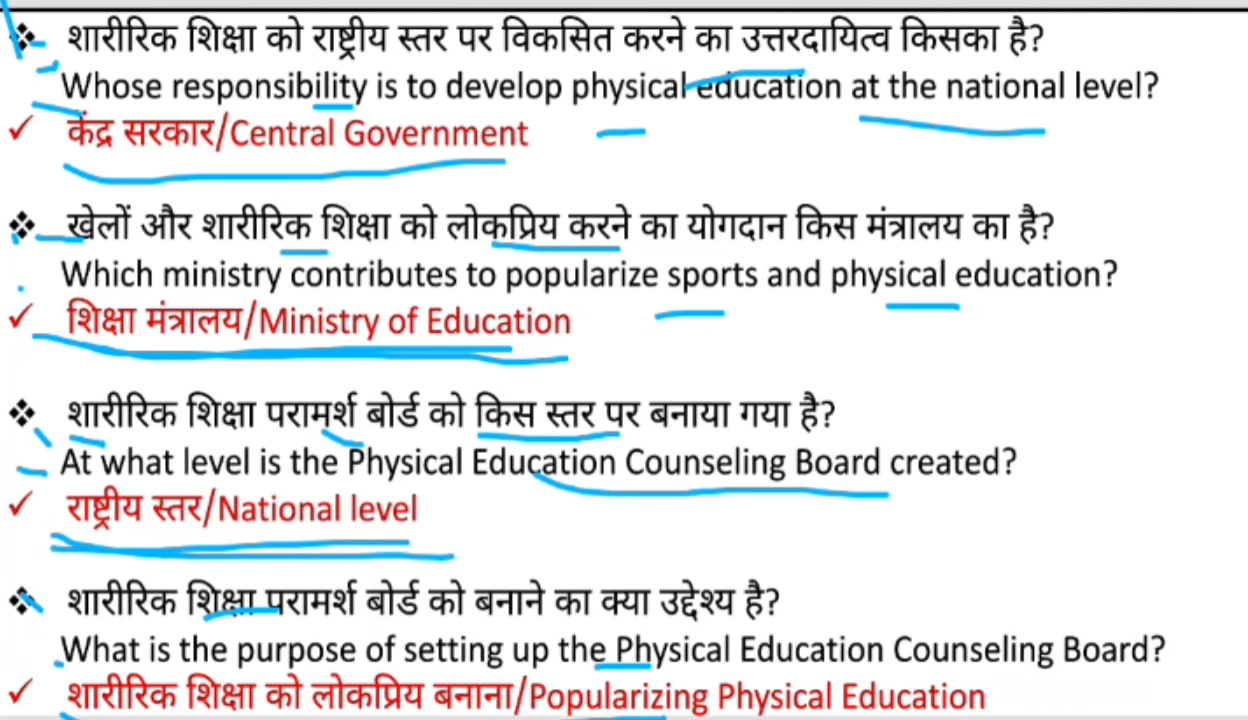 ❖ शारीरिक शिक्षा को राष्ट्रीय स्तर पर विकसित करने का उत्तरदायित्व किसका है?
Whose responsibility is to develop physical education at the national level?
✓ केंद्र सरकार/Central Government
❖ खेलों और शारीरिक शिक्षा को लोकप्रिय करने का योगदान किस मंत्रालय का है?
Which ministry contributes to popularize sports and physical education?
✓ शिक्षा मंत्रालय/Ministry of Education
❖ शारीरिक शिक्षा परामर्श बोर्ड को किस स्तर पर बनाया गया है?
At what level is the Physical Education Counseling Board created?
✓ राष्ट्रीय स्तर/National level
❖ शारीरिक शिक्षा परामर्श बोर्ड को बनाने का क्या उद्देश्य है?
What is the purpose of setting up the Physical Education Counseling Board?
✓ शारीरिक शिक्षा को लोकप्रिय बनाना/Popularizing Physical Education